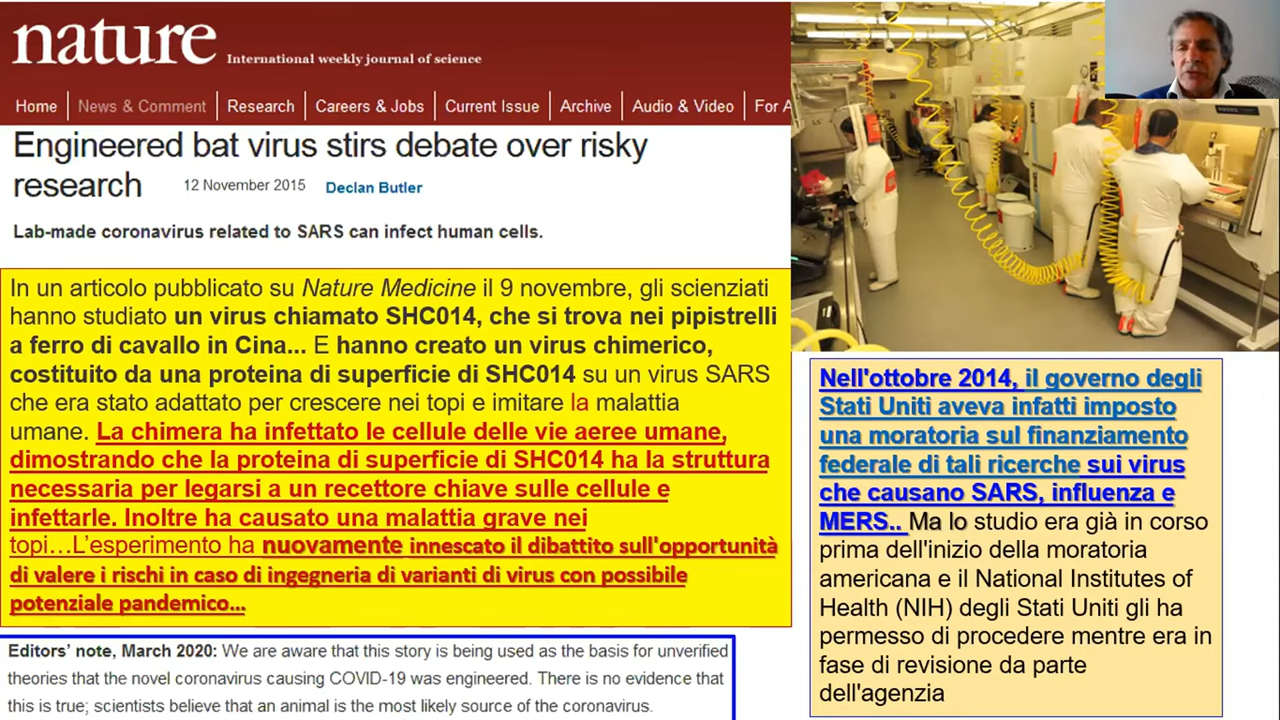 nature International weekly journal of science
Home News & Comment Research Careers & Jobs Current Issue Archive Audio & Video For A
Engineered bat virus stirs debate over risky
research 12 November 2015 Declan Butler
Lab-made coronavirus related to SARS can infect human cells.
In un articolo pubblicato su Nature Medicine il 9 novembre, gli scienziati
hanno studiato un virus chiamato SHC014, che si trova nei pipistrelli
a ferro di cavallo in Cina... E hanno creato un virus chimerico,
costituito da una proteina di superficie di SHC014 su un virus SARS
che era stato adattato per crescere nei topi e imitare la malattia
umane. La chimera ha infettato le cellule delle vie aeree umane,
dimostrando che la proteina di superficie di SHC014 ha la struttura
necessaria per legarsi a un recettore chiave sulle cellule e
infettarle. Inoltre ha causato una malattia grave nei
topi…L’esperimento ha nuovamente innescato il dibattito sull'opportunità
di valere i rischi in caso di ingegneria di varianti di virus con possibile
potenziale pandemico…
Editors’ note, March 2020: We are aware that this story is being used as the basis for unverified
theories that the novel coronavirus causing COVID-19 was engineered. There is no evidence that
this is true; scientists believe that an animal is the most likely source of the coronavirus.
Nell'ottobre 2014, il governo degli
Stati Uniti aveva infatti imposto
una moratoria sul finanziamento
federale di tali ricerche sui virus
che causano SARS, influenza e
MERS.. Ma lo studio era già in corso
prima dell'inizio della moratoria
americana e il National Institutes of
Health (NIH) degli Stati Uniti gli ha
permesso di procedere mentre era in
fase di revisione da parte
dell'agenzia